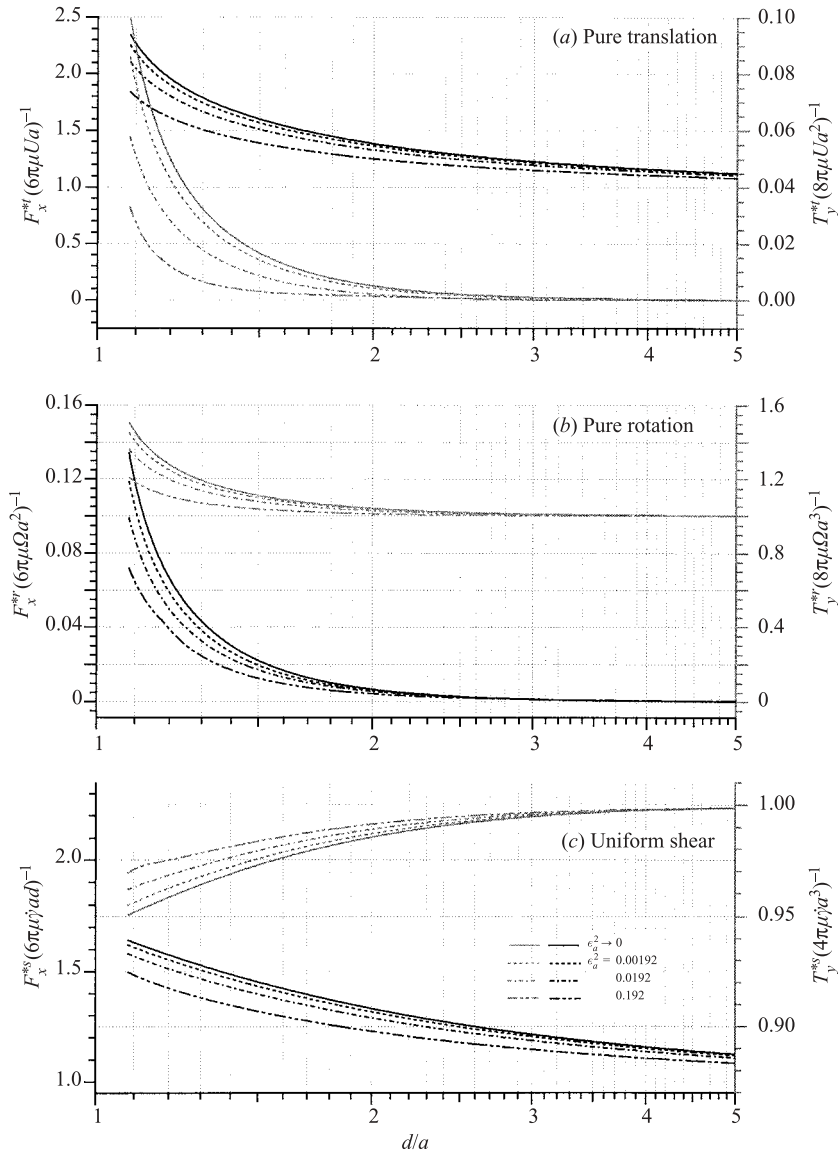 (a) Pure translation
2.5
2.0
1.5
1.0
0.5
0
0.10
0.08
0.06
0.04
0.02
0.00
F_x^{*t}(6πμUa)^{−1}
T_y^{*t}(8πμUa^2)^{−1}
1 2 3 4 5
(b) Pure rotation
0.16
0.12
0.08
0.04
0
1.6
1.2
0.8
0.4
0
F_x^{*r}(6πμΩa^2)^{−1}
T_y^{*r}(8πμΩa^3)^{−1}
1 2 3 4 5
(c) Uniform shear
2.0
1.5
1.0
1.00
0.95
0.90
F_x^{*s}(6πμγ̇ad)^{−1}
T_y^{*s}(4πμγ̇a^3)^{−1}
ϵ_a^2 → 0
ϵ_a^2 = 0.00192
0.0192
0.192
1 2 3 4 5
d/a